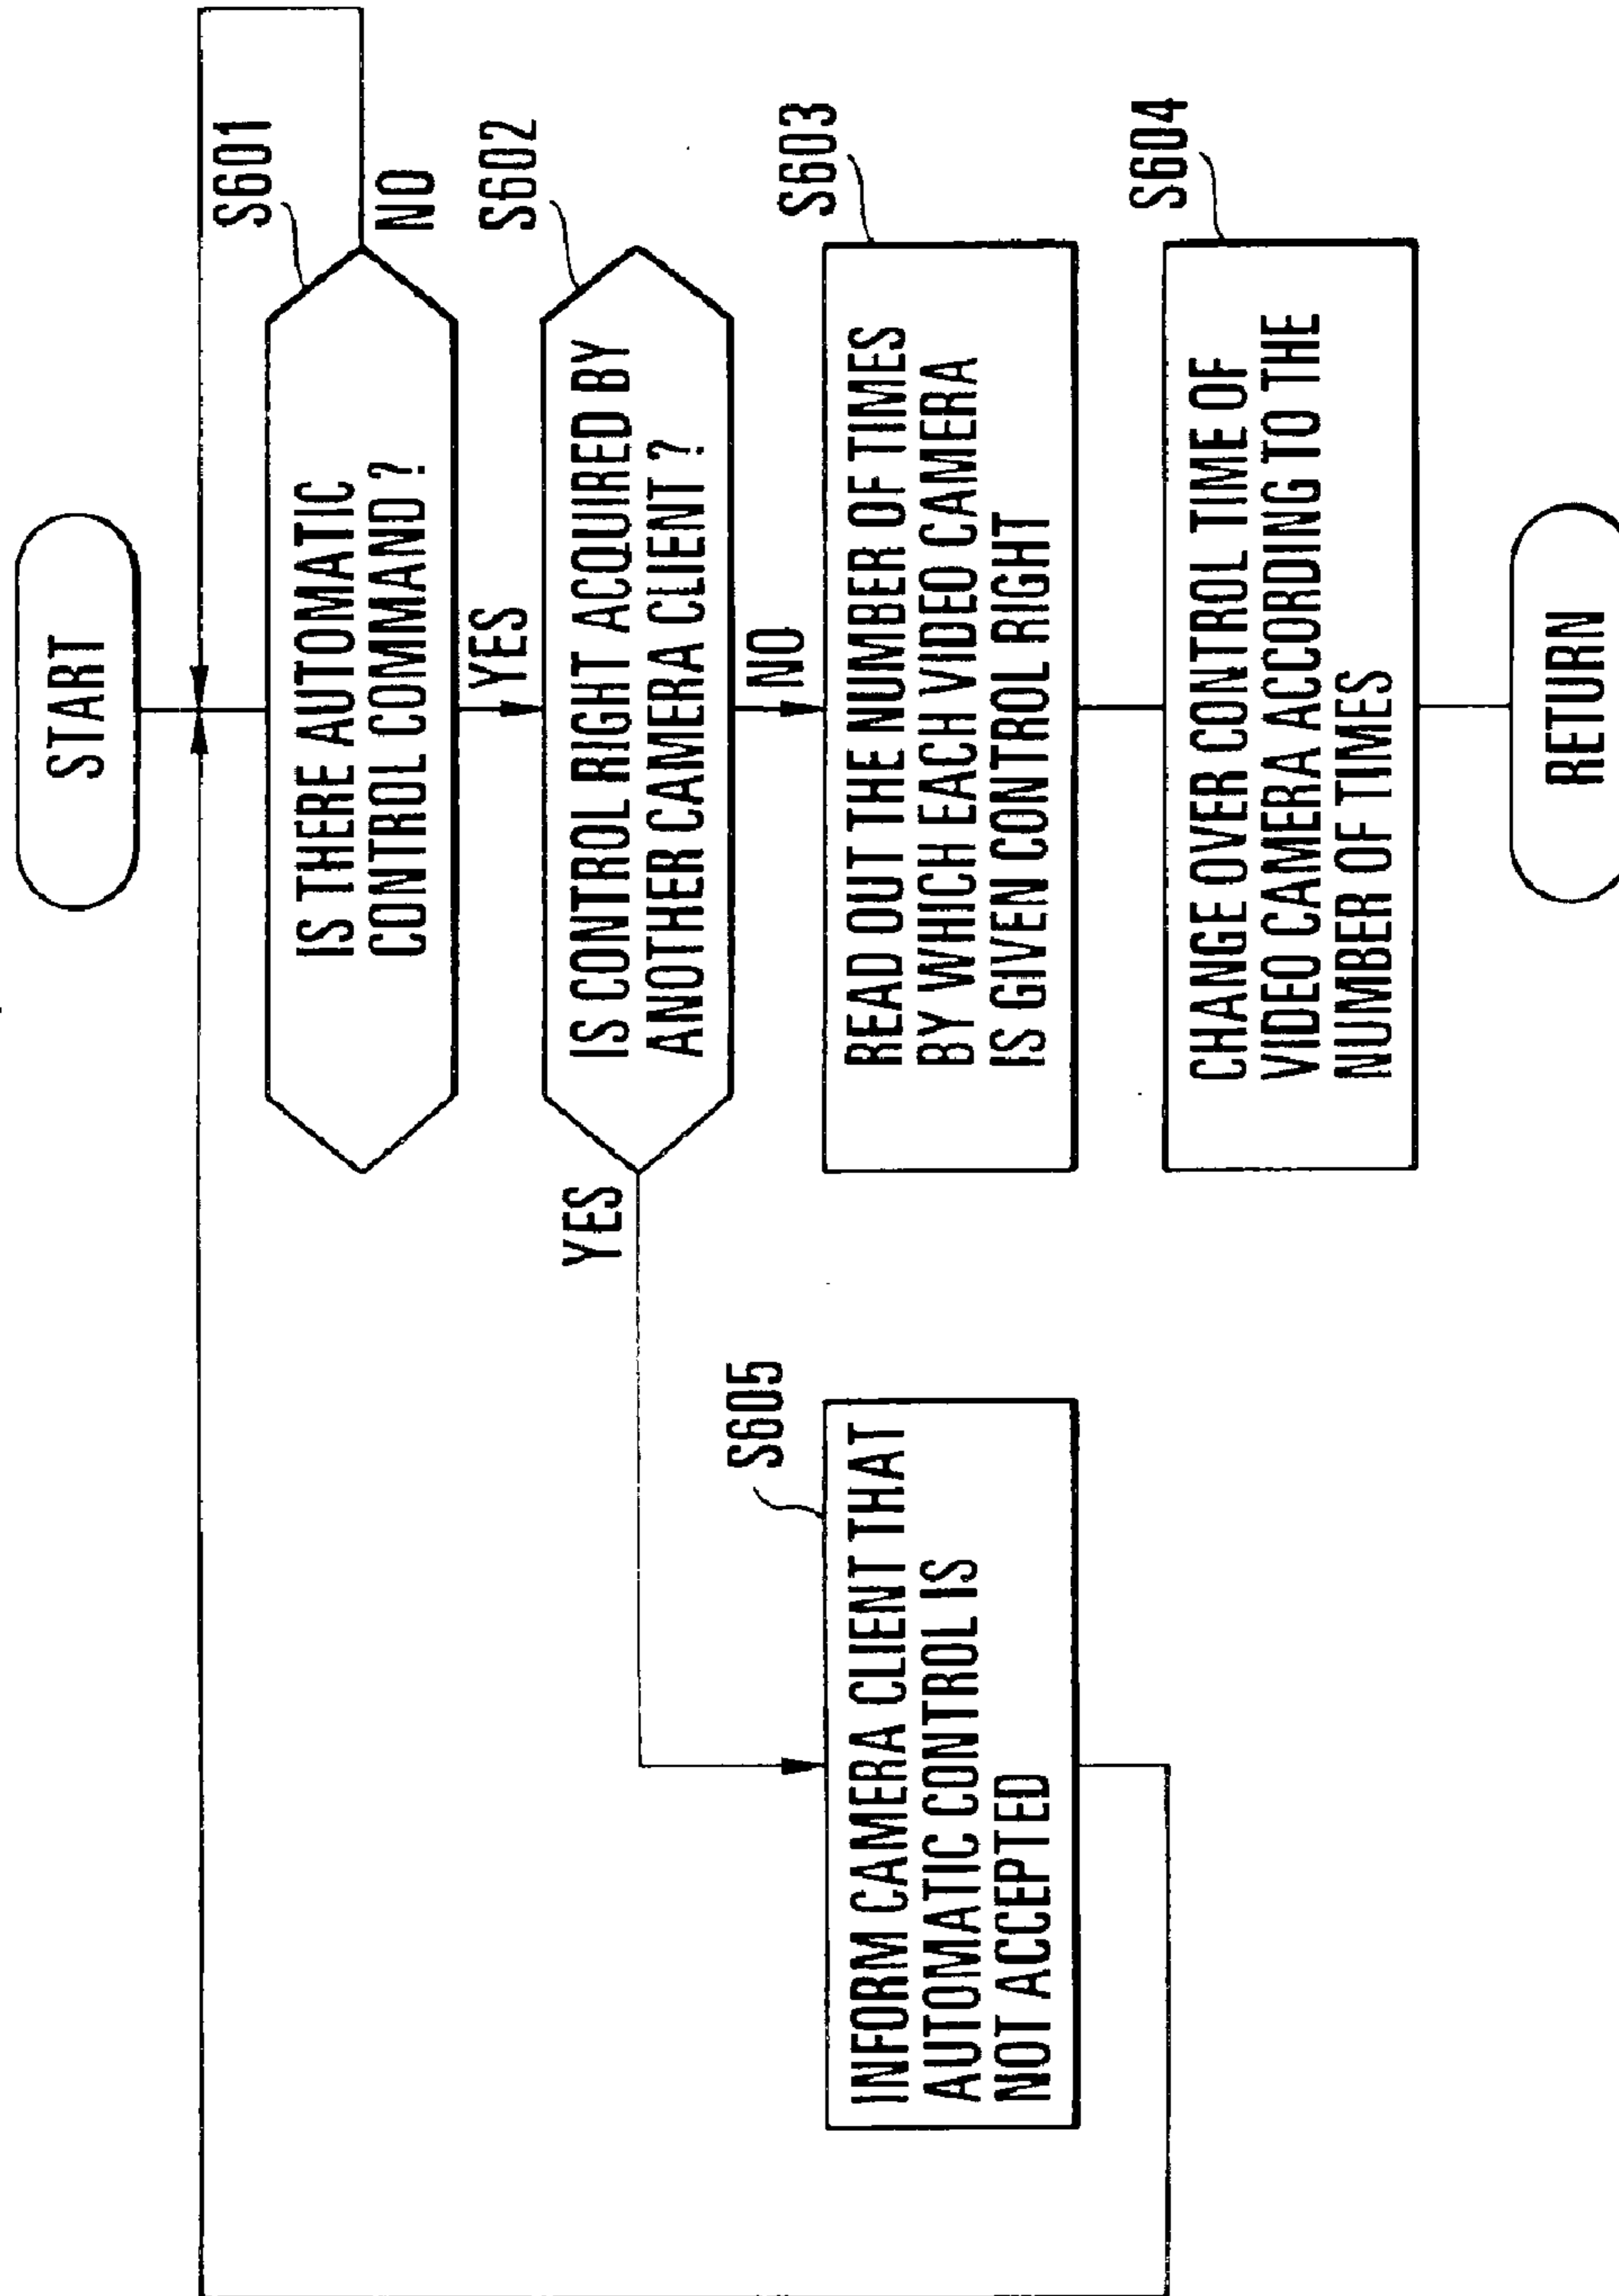 START
S601
IS THERE AUTOMATIC
CONTROL COMMAND ?
NO
YES
S602
IS CONTROL RIGHT ACQUIRED BY
ANOTHER CAMERA CLIENT ?
YES
NO
S603
READ OUT THE NUMBER OF TIMES
BY WHICH EACH VIDEO CAMERA
IS GIVEN CONTROL RIGHT
S605
INFORM CAMERA CLIENT THAT
AUTOMATIC CONTROL IS
NOT ACCEPTED
S604
CHANGE OVER CONTROL TIME OF
VIDEO CAMERA ACCORDING TO THE
NUMBER OF TIMES
RETURN